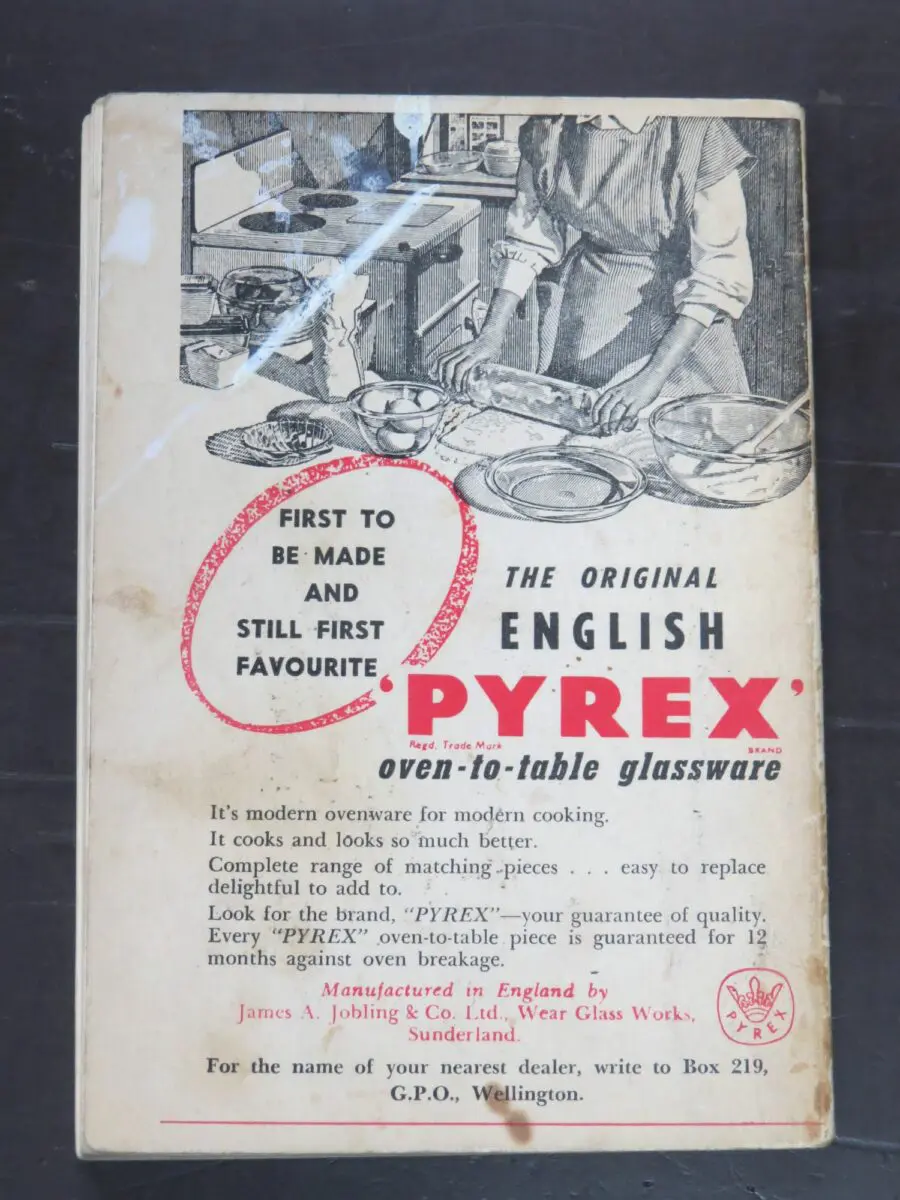 FIRST TO
BE MADE
AND
STILL FIRST
FAVOURITE
THE ORIGINAL
ENGLISH
‘PYREX’
Regd. Trade Mark
BRAND
oven-to-table glassware
It's modern ovenware for modern cooking.
It cooks and looks so much better.
Complete range of matching pieces . . . easy to replace
delightful to add to.
Look for the brand, "PYREX"—your guarantee of quality.
Every "PYREX" oven-to-table piece is guaranteed for 12
months against oven breakage.
Manufactured in England by
James A. Jobling & Co. Ltd., Wear Glass Works,
Sunderland.
PYREX
For the name of your nearest dealer, write to Box 219,
G.P.O., Wellington.